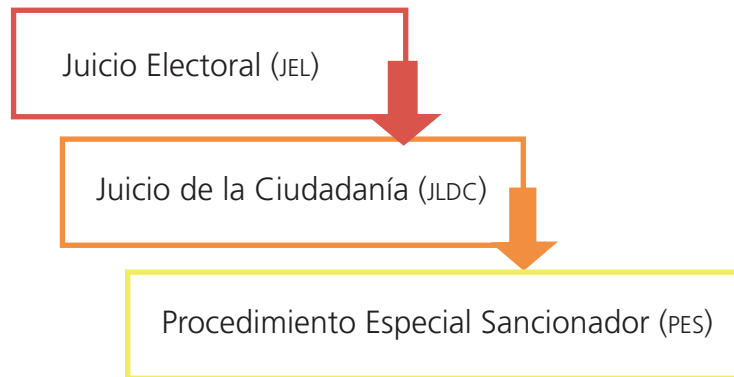 Juicio Electoral (JEL)
Juicio de la Ciudadanía (JLDC)
Procedimiento Especial Sancionador (PES)